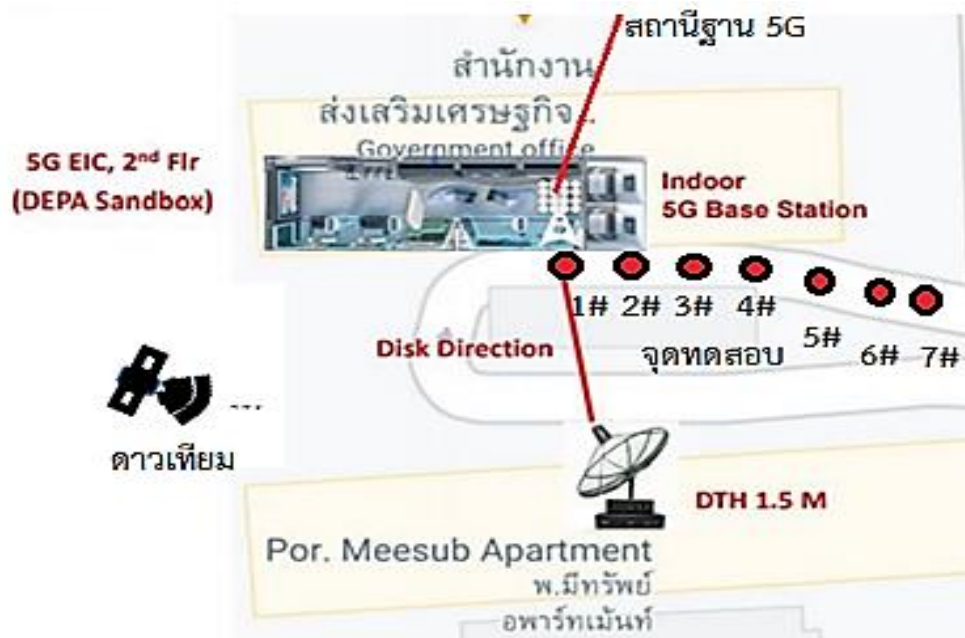 สถานีฐาน 5G
สำนักงาน
ส่งเสริมเศรษฐกิจ...
Government office
5G EIC, 2nd Flr
(DEPA Sandbox)
Indoor
5G Base Station
1# 2# 3# 4# 5# 6# 7#
จุดทดสอบ
Disk Direction
ดาวเทียม
DTH 1.5 M
Por. Meesub Apartment
พ.มีทรัพย์
อพาร์ทเม้นท์